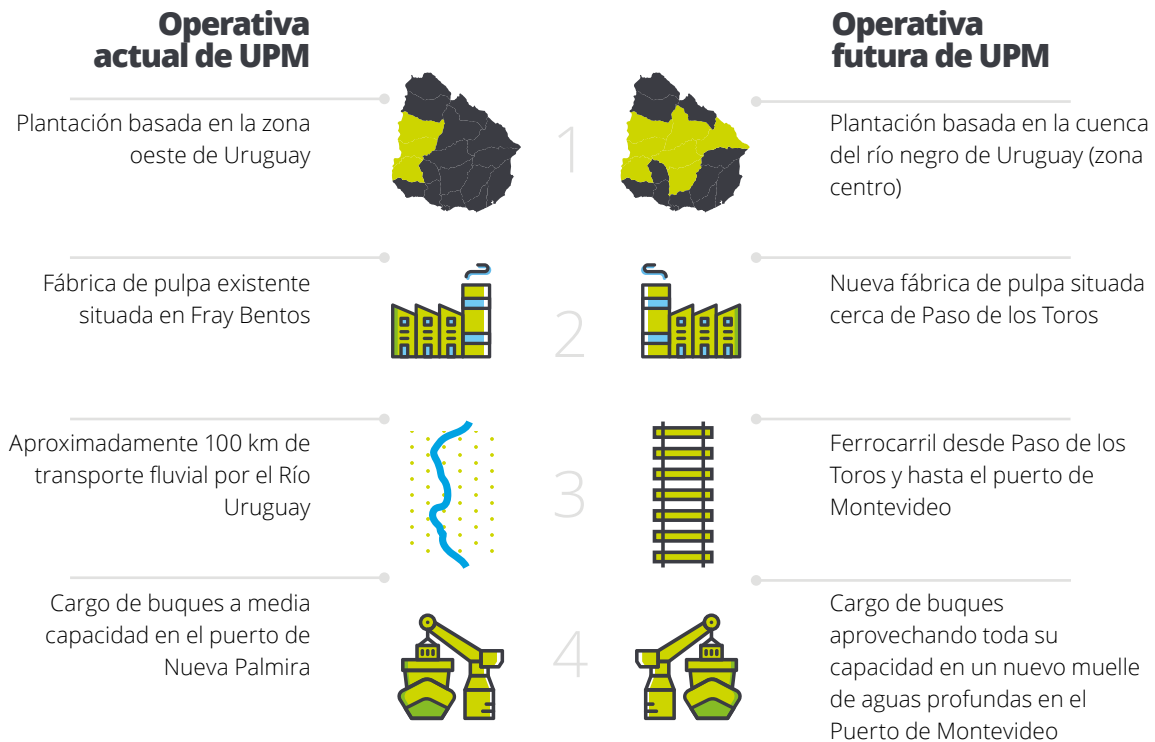 Operativa
actual de UPM
Operativa
futura de UPM
Plantación basada en la zona
oeste de Uruguay
1
Plantación basada en la cuenca
del río negro de Uruguay (zona
centro)
Fábrica de pulpa existente
situada en Fray Bentos
2
Nueva fábrica de pulpa situada
cerca de Paso de los Toros
Aproximadamente 100 km de
transporte fluvial por el Río
Uruguay
3
Ferrocarril desde Paso de los
Toros y hasta el puerto de
Montevideo
Cargo de buques a media
capacidad en el puerto de
Nueva Palmira
4
Cargo de buques
aprovechando toda su
capacidad en un nuevo muelle
de aguas profundas en el
Puerto de Montevideo